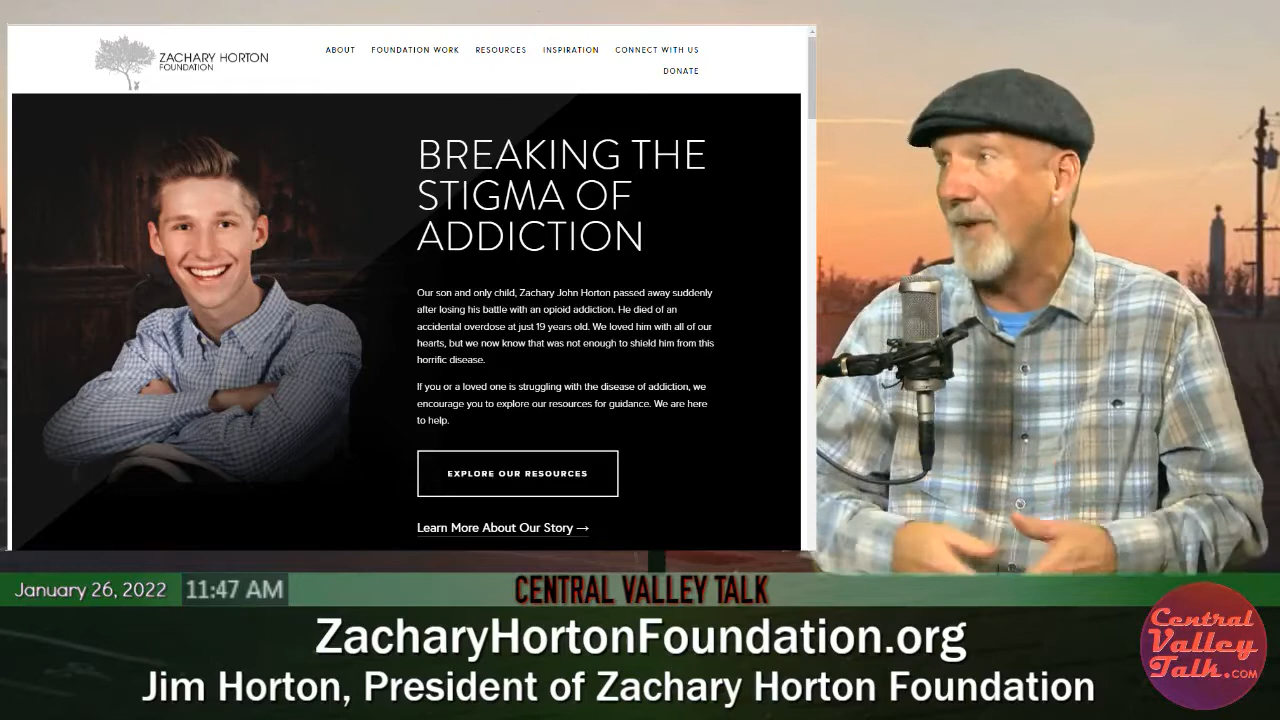 ZACHARY HORTON
FOUNDATION
ABOUT
FOUNDATION WORK
RESOURCES
INSPIRATION
CONNECT WITH US
DONATE
BREAKING THE
STIGMA OF
ADDICTION
Our son and only child, Zachary John Horton passed away suddenly
after losing his battle with an opioid addiction. He died of an
accidental overdose at just 19 years old. We loved him with all of our
hearts, but we now know that was not enough to shield him from this
horrific disease.
If you or a loved one is struggling with the disease of addiction, we
encourage you to explore our resources for guidance. We are here
to help.
EXPLORE OUR RESOURCES
Learn More About Our Story →
January 26, 2022
11:47 AM
CENTRAL VALLEY TALK
ZacharyHortonFoundation.org
Jim Horton, President of Zachary Horton Foundation
Central
Valley
Talk.COM